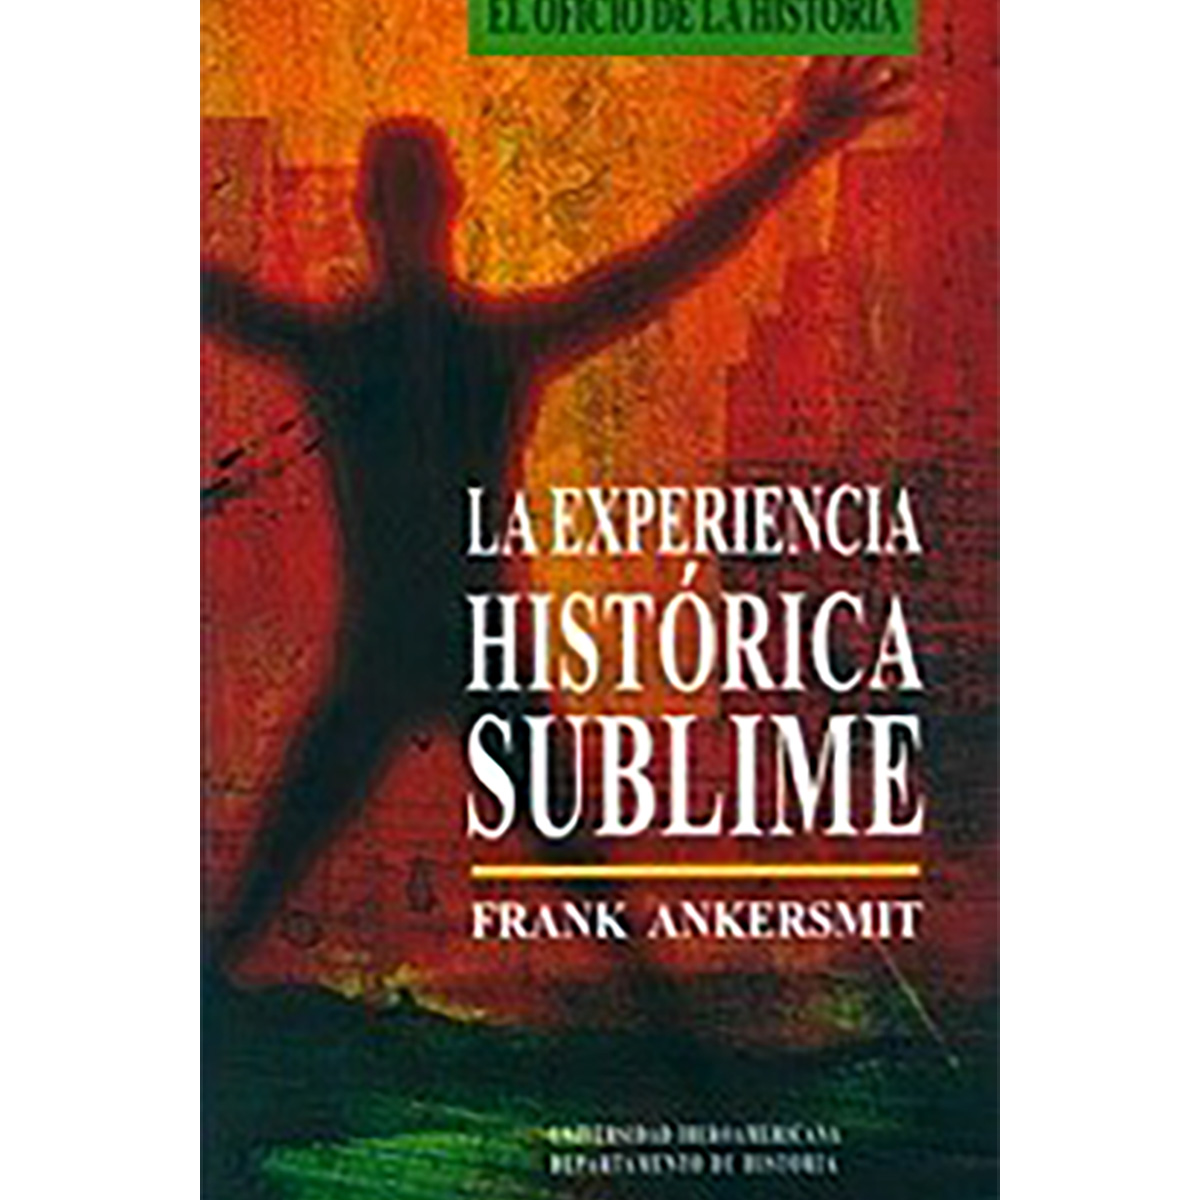 EL OFICIO DE LA HISTORIA
LA EXPERIENCIA
HISTÓRICA
SUBLIME
FRANK ANKERSMIT
UNIVERSIDAD IBEROAMERICANA
DEPARTAMENTO DE HISTORIA